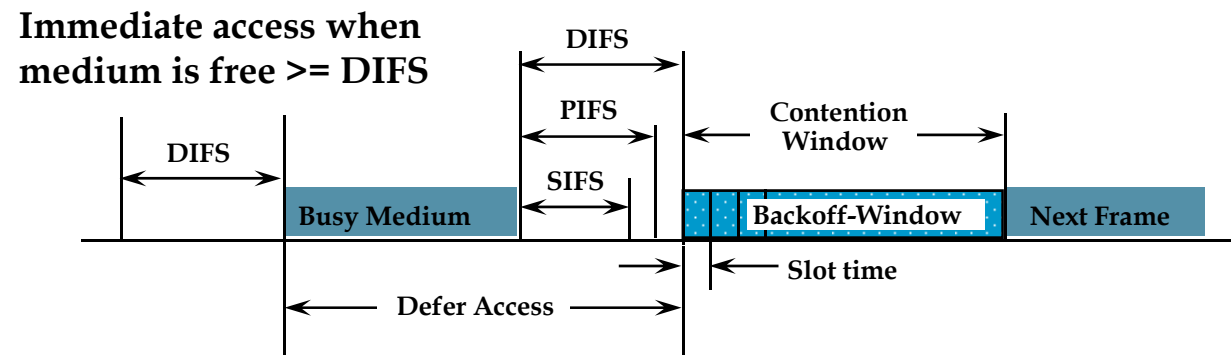 Immediate access when
medium is free >= DIFS
DIFS
DIFS
PIFS
SIFS
Contention
Window
Busy Medium
Backoff-Window
Next Frame
Slot time
Defer Access